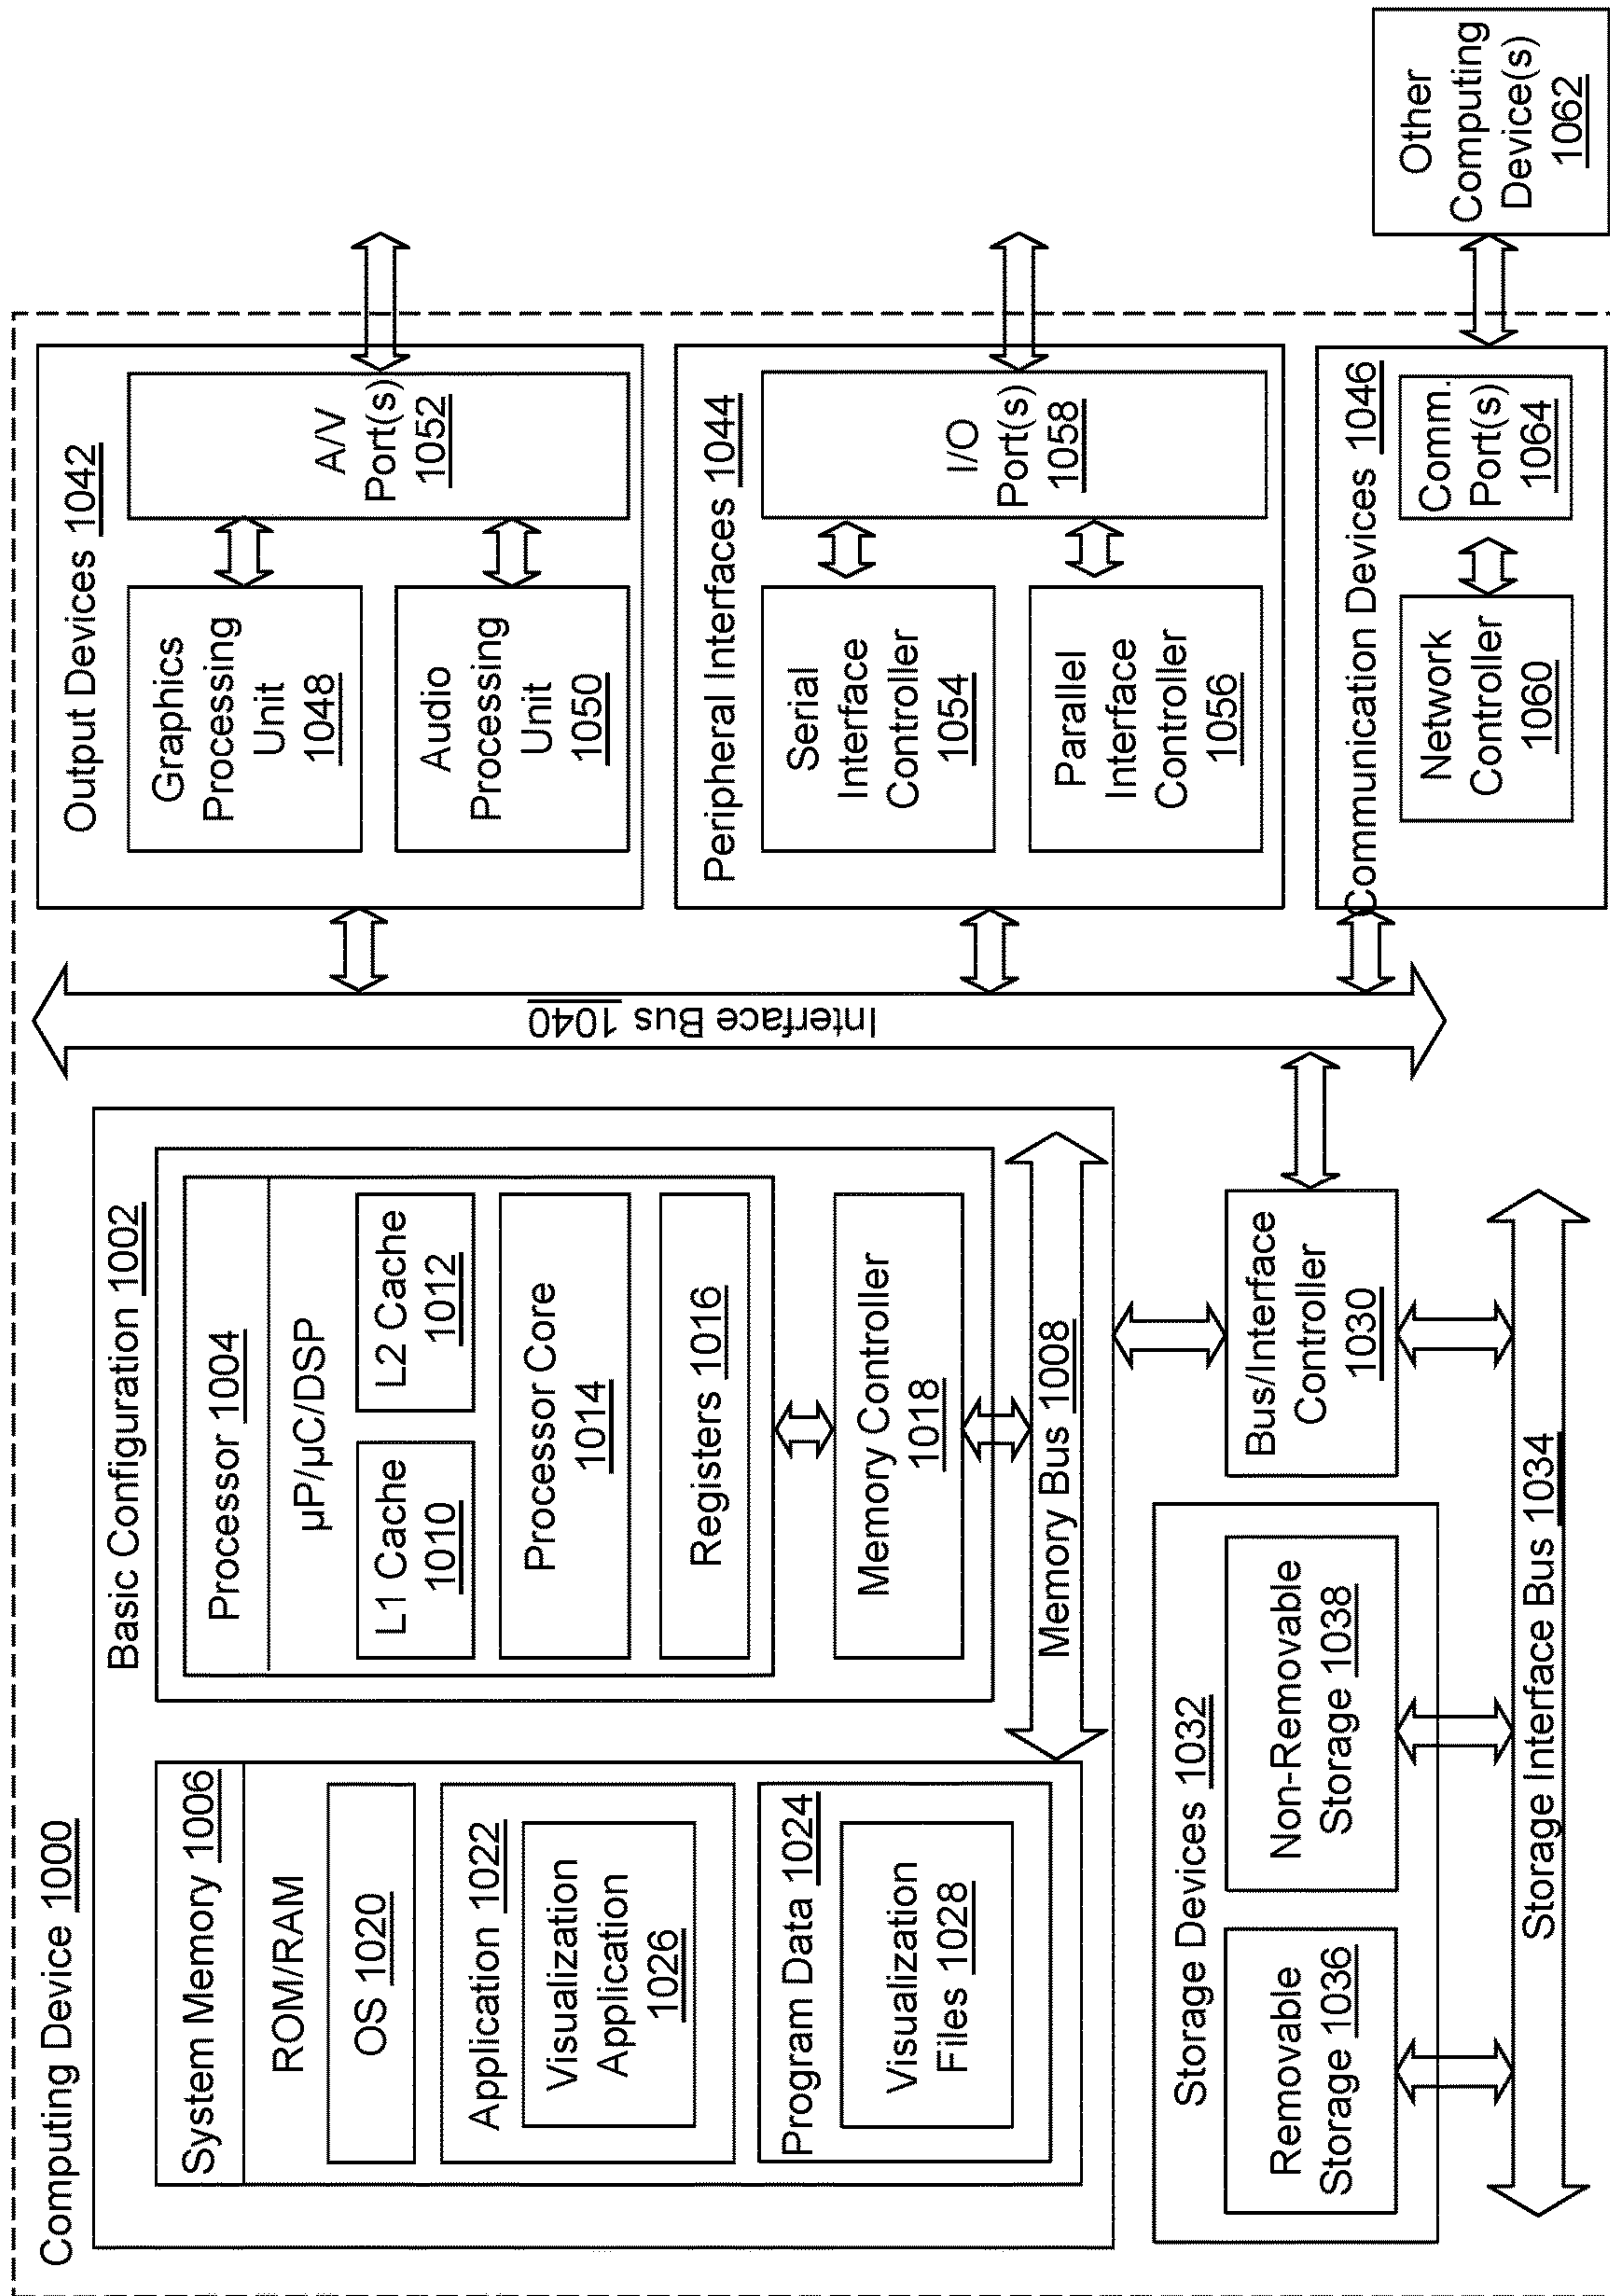 Computing Device 1000
Basic Configuration 1002
System Memory 1006
ROM/RAM
OS 1020
Application 1022
Visualization
Application
1026
Program Data 1024
Visualization
Files 1028
Processor 1004
µP/µC/DSP
L1 Cache
1010
L2 Cache
1012
Processor Core
1014
Registers 1016
Memory Controller
1018
Memory Bus 1008
Bus/Interface
Controller
1030
Storage Devices 1032
Removable
Storage 1036
Non-Removable
Storage 1038
Storage Interface Bus 1034
Interface Bus 1040
Output Devices 1042
Graphics
Processing
Unit
1048
Audio
Processing
Unit
1050
A/V
Port(s)
1052
Peripheral Interfaces 1044
Serial
Interface
Controller
1054
Parallel
Interface
Controller
1056
I/O
Port(s)
1058
Communication Devices 1046
Network
Controller
1060
Comm.
Port(s)
1064
Other
Computing
Device(s)
1062